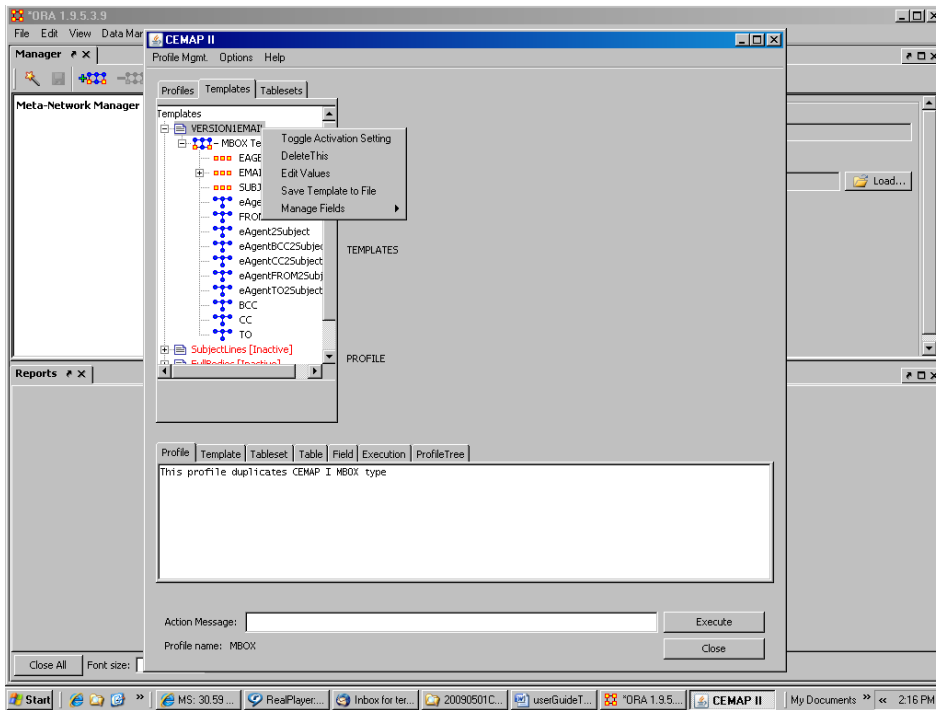 *ORA 1.9.5.3.9
File Edit View Data Mar
Manager
Meta-Network Manager
Load...
Reports
Close All Font size:
CEMAP II
Profile Mgmt. Options Help
Profiles Templates Tablesets
Templates
VERSION1EMAI
MBOX Te
EAGE
EMAI
SUBJ
eAge
FROM
eAgent2Subject
eAgentBCC2Subjec
eAgentCC2Subject
eAgentFROM2Subj
eAgentTO2Subject
BCC
CC
TO
SubjectLines [Inactive]
FullBodies [Inactive]
Toggle Activation Setting
DeleteThis
Edit Values
Save Template to File
Manage Fields
TEMPLATES
PROFILE
Profile Template Tableset Table Field Execution ProfileTree
This profile duplicates CEMAP I MBOX type
Action Message:
Execute
Profile name: MBOX
Close
Start » MS: 30.59 ... RealPlayer:... Inbox for ter... 20090501C... userGuideT... *ORA 1.9.5.... CEMAP II My Documents » « 2:16 PM